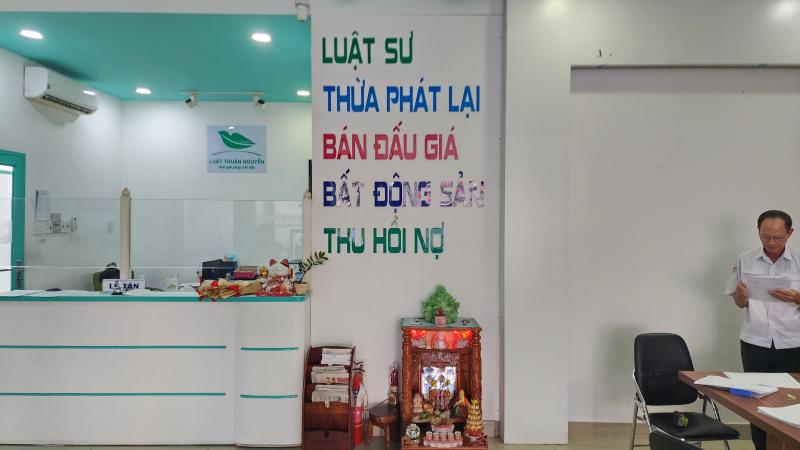 LUẬT SƯ
THỪA PHÁT LẠI
BÁN ĐẤU GIÁ
BẤT ĐỘNG SẢN
THU HỒI NỢ
LUẬT THUẬN NGUYỄN
LỄ TÂN